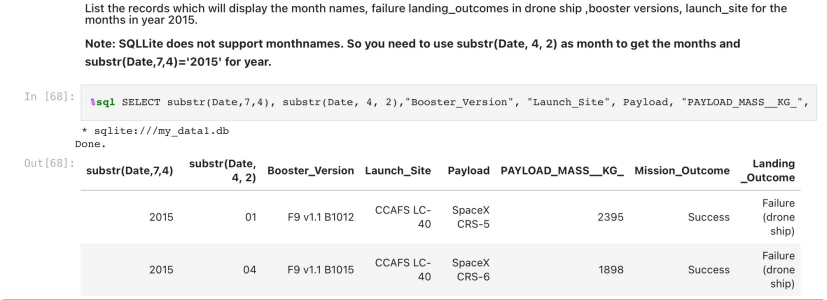 List the records which will display the month names, failure landing_outcomes in drone ship ,booster versions, launch_site for the
months in year 2015.
Note: SQLLite does not support monthnames. So you need to use substr(Date, 4, 2) as month to get the months and
substr(Date,7,4)='2015' for year.
In [68]: %sql SELECT substr(Date,7,4), substr(Date, 4, 2),"Booster_Version", "Launch_Site", Payload, "PAYLOAD_MASS__KG_",
* sqlite:///my_data1.db
Done.
Out[68]: substr(Date,7,4) substr(Date, 4, 2) Booster_Version Launch_Site Payload PAYLOAD_MASS__KG_ Mission_Outcome Landing _Outcome
2015 01 F9 v1.1 B1012 CCAFS LC-40 SpaceX CRS-5 2395 Success Failure (drone ship)
2015 04 F9 v1.1 B1015 CCAFS LC-40 SpaceX CRS-6 1898 Success Failure (drone ship)